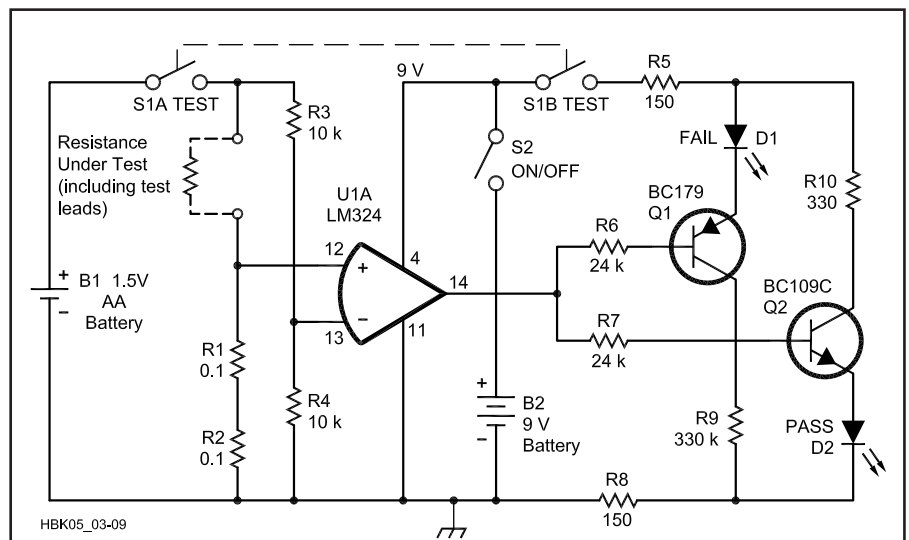 S1A TEST
9 V
S1B TEST
R5
150
Resistance
Under Test
(including test
leads)
R3
10 k
S2
ON/OFF
FAIL
D1
R10
330
U1A
LM324
BC179
Q1
12
+
4
R6
24 k
14
BC109C
Q2
+
B1 1.5V
AA
Battery
-
13
–
11
R7
24 k
R1
0.1
R4
10 k
+
B2
9 V
Battery
-
R9
330 k
PASS
D2
R2
0.1
R8
150
HBK05_03-09